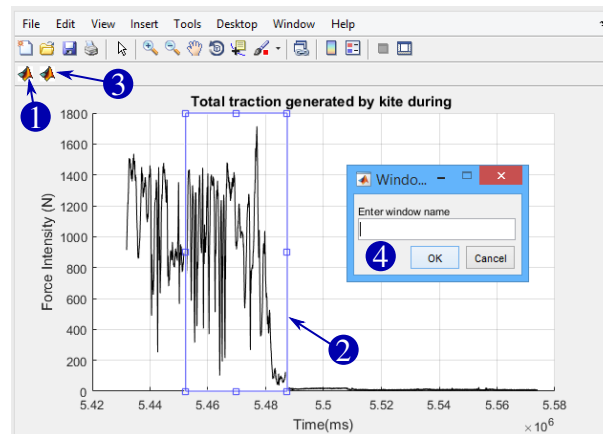 File Edit View Insert Tools Desktop Window Help
1
3
Total traction generated by kite during
1800
1600
1400
1200
1000
800
600
400
200
0
Force Intensity (N)
Windo...
Enter window name
4
OK Cancel
2
5.42 5.44 5.46 5.48 5.5 5.52 5.54 5.56 5.58
Time(ms)
×10⁶